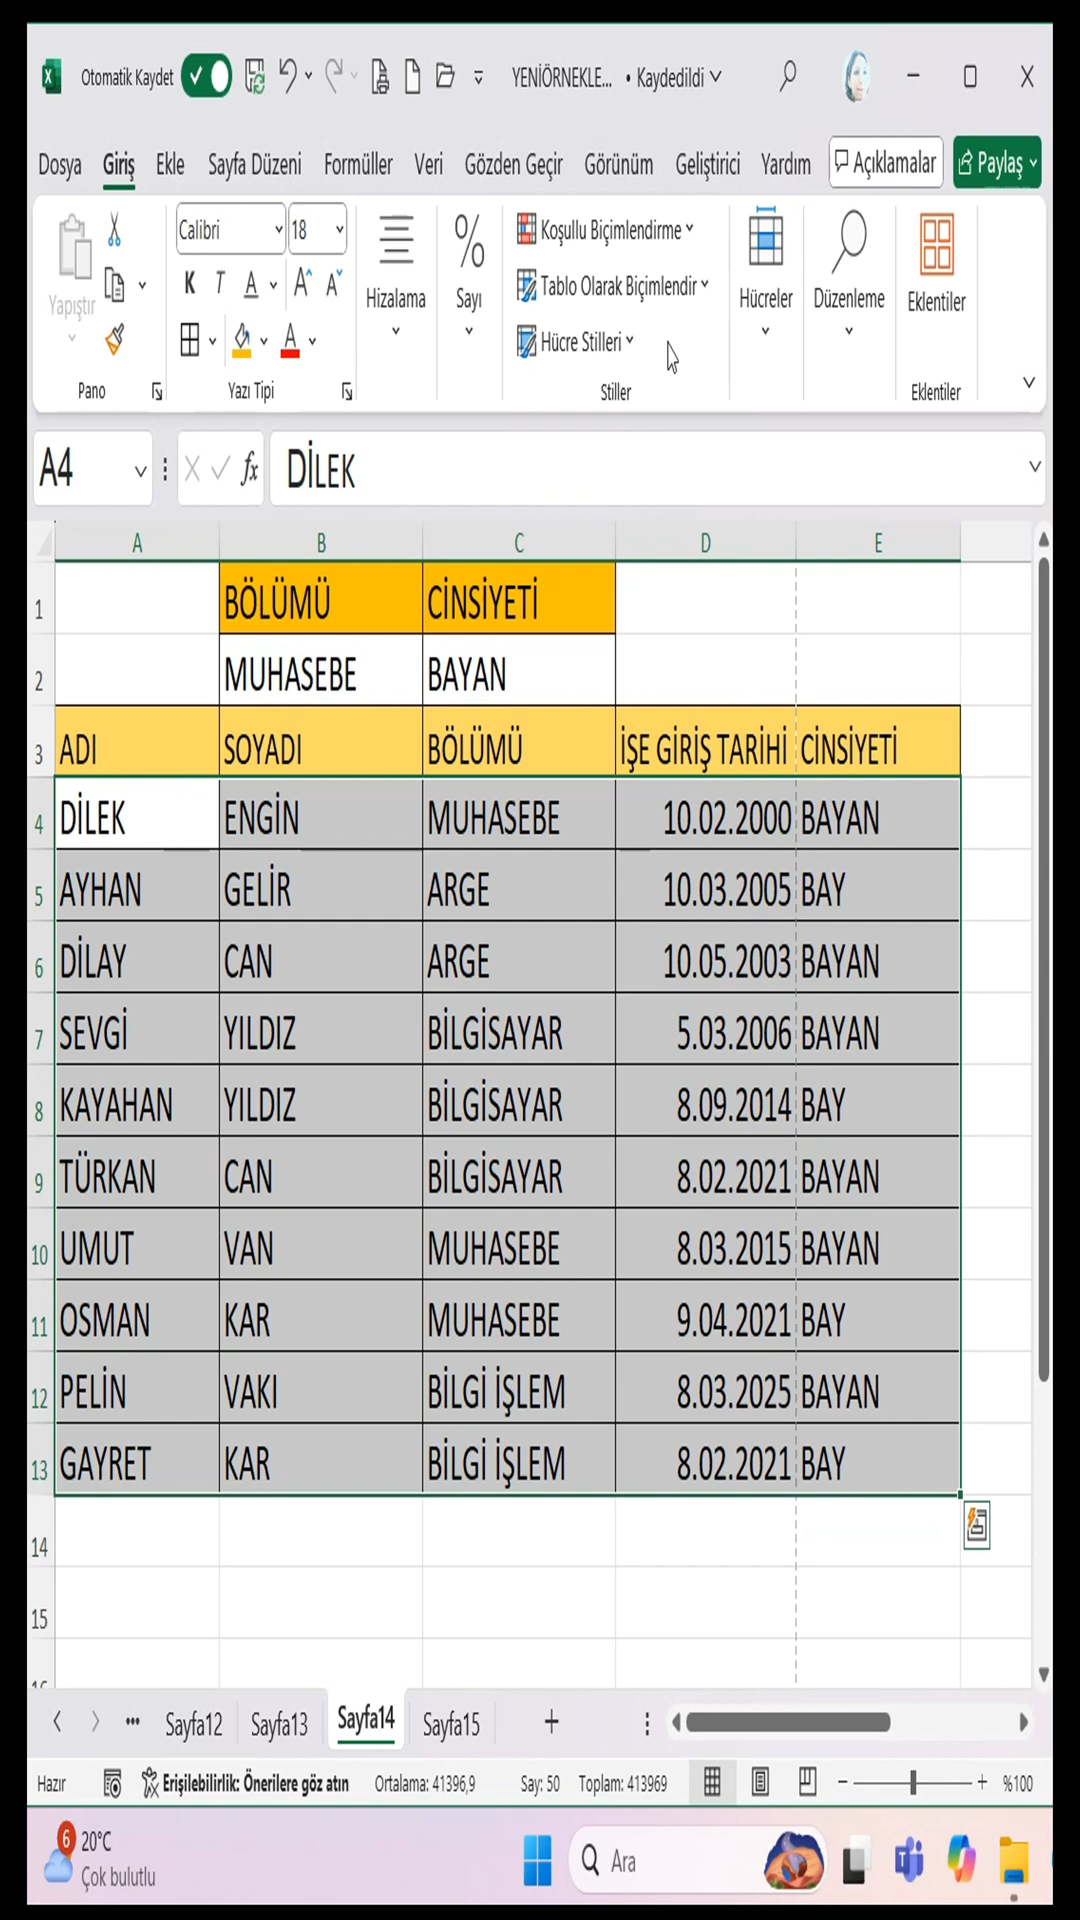 Otomatik Kaydet YENİÖRNEKLE... • Kaydedildi
Dosya Giriş Ekle Sayfa Düzeni Formüller Veri Gözden Geçir Görünüm Geliştirici Yardım Açıklamalar Paylaş
Yapıştır
Pano
Calibri 18
K T A A A
A
Yazı Tipi
Hizalama
%
Sayı
Koşullu Biçimlendirme
Tablo Olarak Biçimlendir
Hücre Stilleri
Stiller
Hücreler
Düzenleme
Eklentiler
Eklentiler
A4 fx DİLEK
A B C D E
1 BÖLÜMÜ CİNSİYETİ
2 MUHASEBE BAYAN
3 ADI SOYADI BÖLÜMÜ İŞE GİRİŞ TARİHİ CİNSİYETİ
4 DİLEK ENGİN MUHASEBE 10.02.2000 BAYAN
5 AYHAN GELİR ARGE 10.03.2005 BAY
6 DİLAY CAN ARGE 10.05.2003 BAYAN
7 SEVGİ YILDIZ BİLGİSAYAR 5.03.2006 BAYAN
8 KAYAHAN YILDIZ BİLGİSAYAR 8.09.2014 BAY
9 TÜRKAN CAN BİLGİSAYAR 8.02.2021 BAYAN
10 UMUT VAN MUHASEBE 8.03.2015 BAYAN
11 OSMAN KAR MUHASEBE 9.04.2021 BAY
12 PELİN VAKI BİLGİ İŞLEM 8.03.2025 BAYAN
13 GAYRET KAR BİLGİ İŞLEM 8.02.2021 BAY
14
15
Sayfa12 Sayfa13 Sayfa14 Sayfa15 +
Hazır Erişilebilirlik: Önerilere göz atın Ortalama: 41396,9 Say: 50 Toplam: 413969 − + %100
6 20°C
Çok bulutlu
Ara